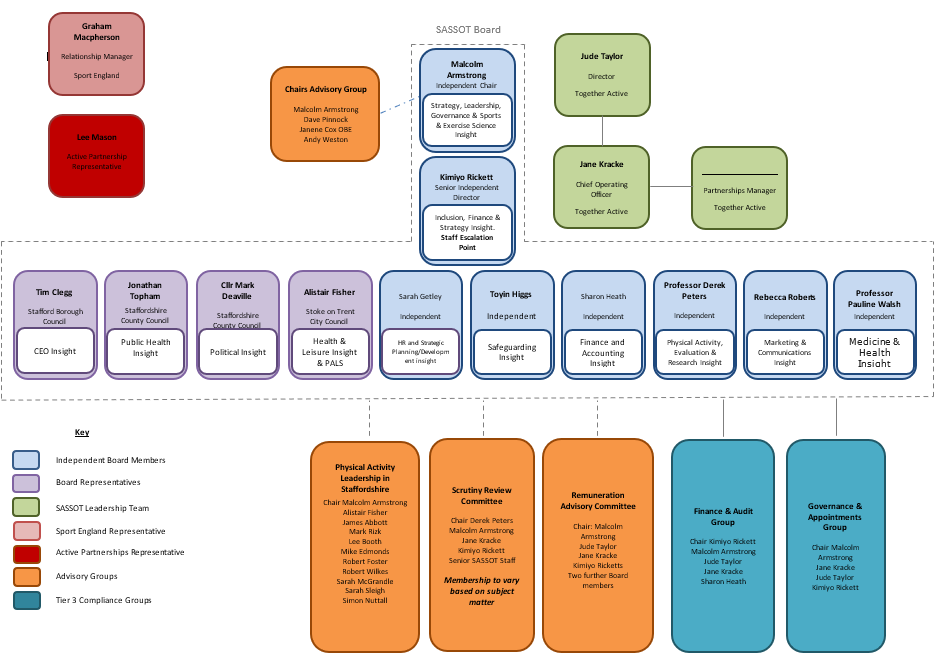 Graham
Macpherson
Relationship Manager
Sport England
Lee Mason
Active Partnership
Representative
Chairs Advisory Group
Malcolm Armstrong
Dave Pinnock
Janene Cox OBE
Andy Weston
SASSOT Board
Malcolm
Armstrong
Independent Chair
Strategy, Leadership,
Governance & Sports
& Exercise Science
Insight
Kimiyo Rickett
Senior Independent
Director
Inclusion, Finance &
Strategy Insight.
Staff Escalation
Point
Jude Taylor
Director
Together Active
Jane Kracke
Chief Operating
Officer
Together Active
Partnerships Manager
Together Active
Tim Clegg
Stafford Borough
Council
CEO Insight
Jonathan
Topham
Staffordshire
County Council
Public Health
Insight
Cllr Mark
Deaville
Staffordshire
County Council
Political Insight
Alistair Fisher
Stoke on Trent
City Council
Health &
Leisure Insight
& PALS
Sarah Getley
Independent
HR and Strategic
Planning/Developm
ent insight
Toyin Higgs
Independent
Safeguarding
Insight
Sharon Heath
Independent
Finance and
Accounting
Insight
Professor Derek
Peters
Independent
Physical Activity,
Evaluation &
Research Insight
Rebecca Roberts
Independent
Marketing &
Communications
Insight
Professor
Pauline Walsh
Independent
Medicine &
Health
Insight
Key
Independent Board Members
Board Representatives
SASSOT Leadership Team
Sport England Representative
Active Partnerships Representative
Advisory Groups
Tier 3 Compliance Groups
Physical Activity
Leadership in
Staffordshire
Chair Malcolm Armstrong
Alistair Fisher
James Abbott
Mark Rizk
Lee Booth
Mike Edmonds
Robert Foster
Robert Wilkes
Sarah McGrandle
Sarah Sleigh
Simon Nuttall
Scrutiny Review
Committee
Chair Derek Peters
Malcolm Armstrong
Jane Kracke
Kimiyo Rickett
Senior SASSOT Staff
Membership to vary
based on subject
matter
Remuneration
Advisory Committee
Chair: Malcolm
Armstrong
Jude Taylor
Jane Kracke
Kimiyo Ricketts
Two further Board
members
Finance & Audit
Group
Chair Kimiyo Rickett
Malcolm Armstrong
Jude Taylor
Jane Kracke
Sharon Heath
Governance &
Appointments
Group
Chair Malcolm
Armstrong
Jane Kracke
Jude Taylor
Kimiyo Rickett